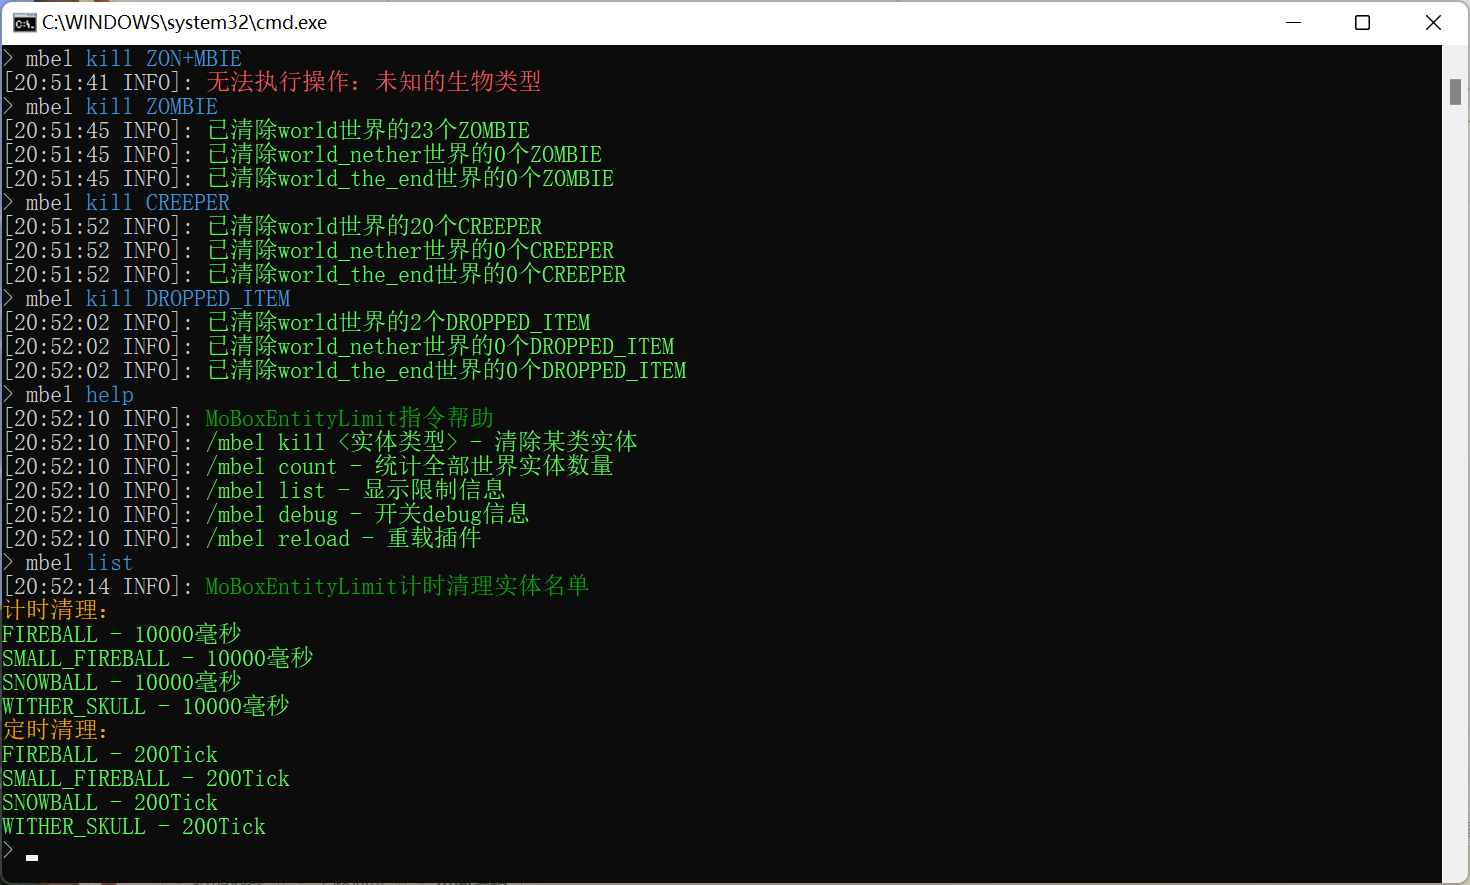 C:\WINDOWS\system32\cmd.exe
> mbel kill ZON+MBIE
[20:51:41 INFO]: 无法执行操作：未知的生物类型
> mbel kill ZOMBIE
[20:51:45 INFO]: 已清除world世界的23个ZOMBIE
[20:51:45 INFO]: 已清除world_nether世界的0个ZOMBIE
[20:51:45 INFO]: 已清除world_the_end世界的0个ZOMBIE
> mbel kill CREEPER
[20:51:52 INFO]: 已清除world世界的20个CREEPER
[20:51:52 INFO]: 已清除world_nether世界的0个CREEPER
[20:51:52 INFO]: 已清除world_the_end世界的0个CREEPER
> mbel kill DROPPED_ITEM
[20:52:02 INFO]: 已清除world世界的2个DROPPED_ITEM
[20:52:02 INFO]: 已清除world_nether世界的0个DROPPED_ITEM
[20:52:02 INFO]: 已清除world_the_end世界的0个DROPPED_ITEM
> mbel help
[20:52:10 INFO]: MoBoxEntityLimit指令帮助
[20:52:10 INFO]: /mbel kill <实体类型> - 清除某类实体
[20:52:10 INFO]: /mbel count - 统计全部世界实体数量
[20:52:10 INFO]: /mbel list - 显示限制信息
[20:52:10 INFO]: /mbel debug - 开关debug信息
[20:52:10 INFO]: /mbel reload - 重载插件
> mbel list
[20:52:14 INFO]: MoBoxEntityLimit计时清理实体名单
计时清理：
FIREBALL - 10000毫秒
SMALL_FIREBALL - 10000毫秒
SNOWBALL - 10000毫秒
WITHER_SKULL - 10000毫秒
定时清理：
FIREBALL - 200Tick
SMALL_FIREBALL - 200Tick
SNOWBALL - 200Tick
WITHER_SKULL - 200Tick
>